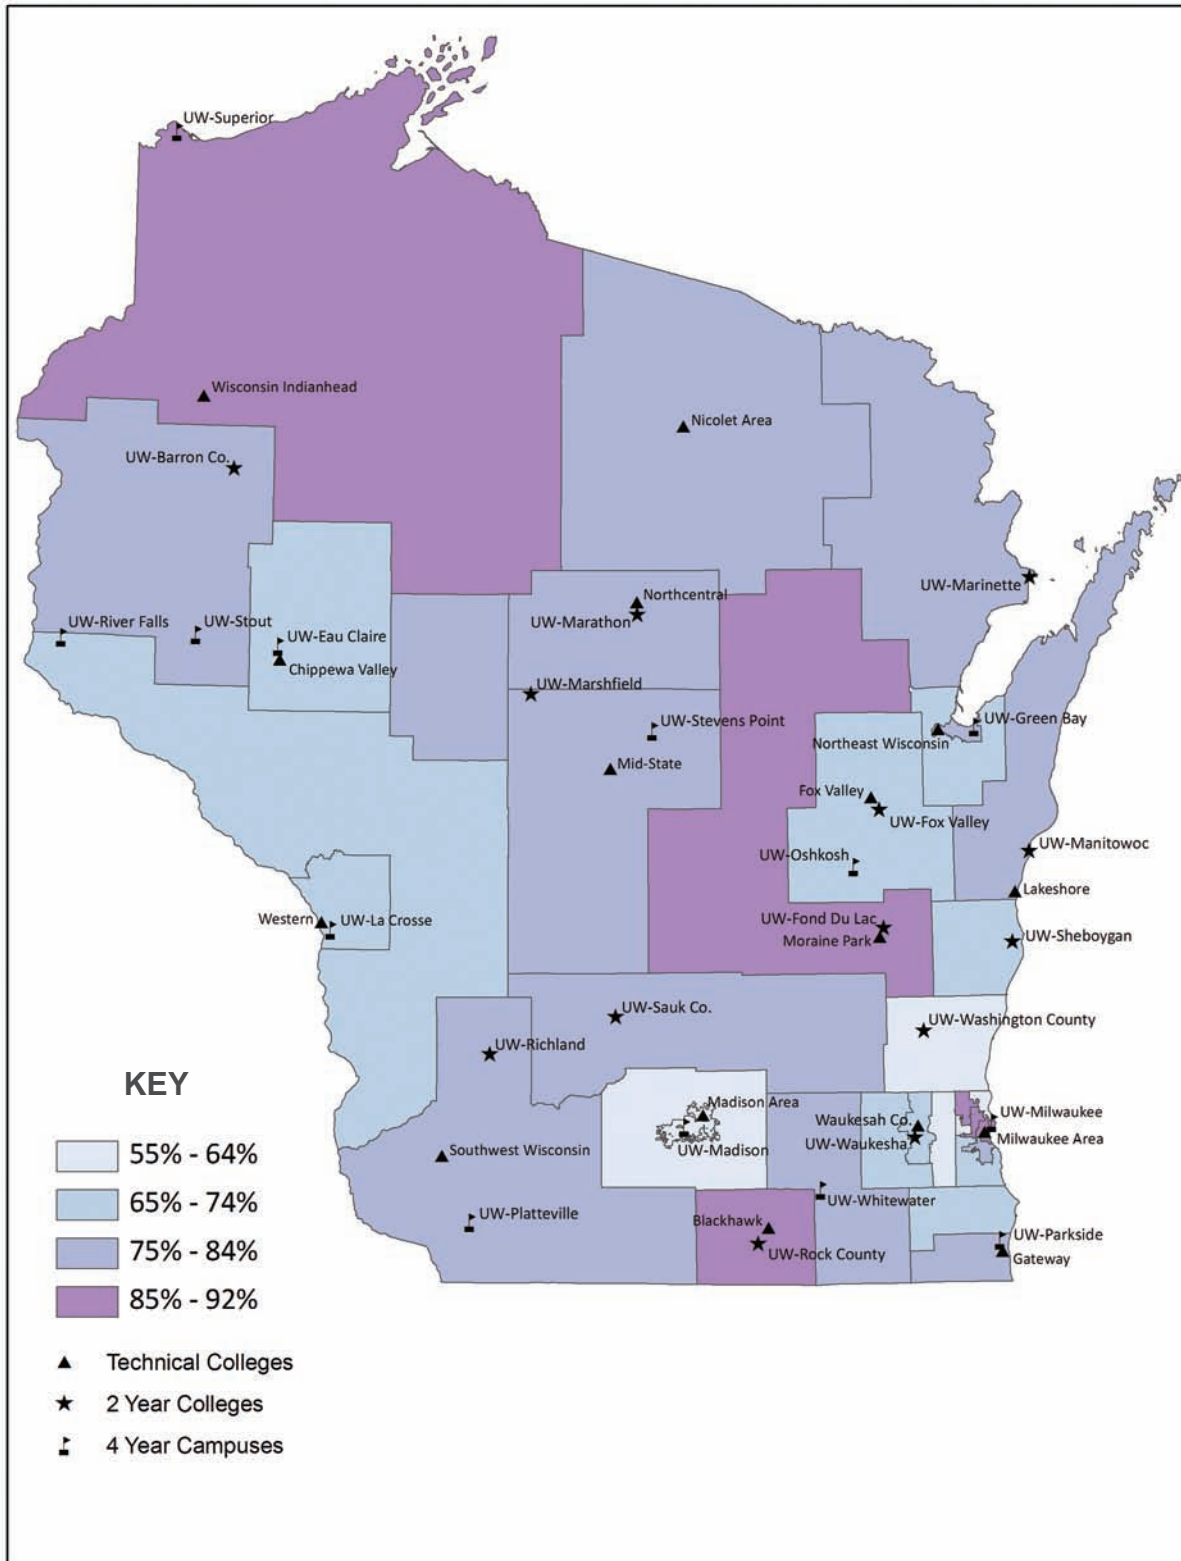 UW-Superior
Wisconsin Indianhead
Nicolet Area
UW-Barron Co.
UW-Marinette
Northcentral
UW-Marathon
UW-River Falls
UW-Stout
UW-Eau Claire
Chippewa Valley
UW-Marshfield
UW-Stevens Point
UW-Green Bay
Northeast Wisconsin
Mid-State
Fox Valley
UW-Fox Valley
UW-Manitowoc
UW-Oshkosh
Lakeshore
Western
UW-La Crosse
UW-Fond Du Lac
Moraine Park
UW-Sheboygan
UW-Sauk Co.
UW-Washington County
UW-Richland
Madison Area
UW-Madison
Waukesah Co.
UW-Waukesha
UW-Milwaukee
Milwaukee Area
Southwest Wisconsin
UW-Whitewater
UW-Platteville
Blackhawk
UW-Rock County
UW-Parkside
Gateway
KEY
55% - 64%
65% - 74%
75% - 84%
85% - 92%
Technical Colleges
2 Year Colleges
4 Year Campuses